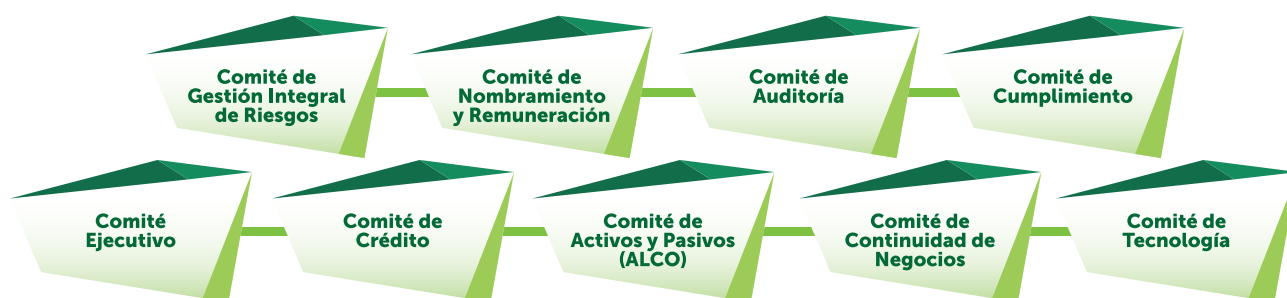 Comité de
Gestión Integral
de Riesgos
Comité de
Nombramiento
y Remuneración
Comité de
Auditoría
Comité de
Cumplimiento
Comité
Ejecutivo
Comité de
Crédito
Comité de
Activos y Pasivos
(ALCO)
Comité de
Continuidad de
Negocios
Comité de
Tecnología